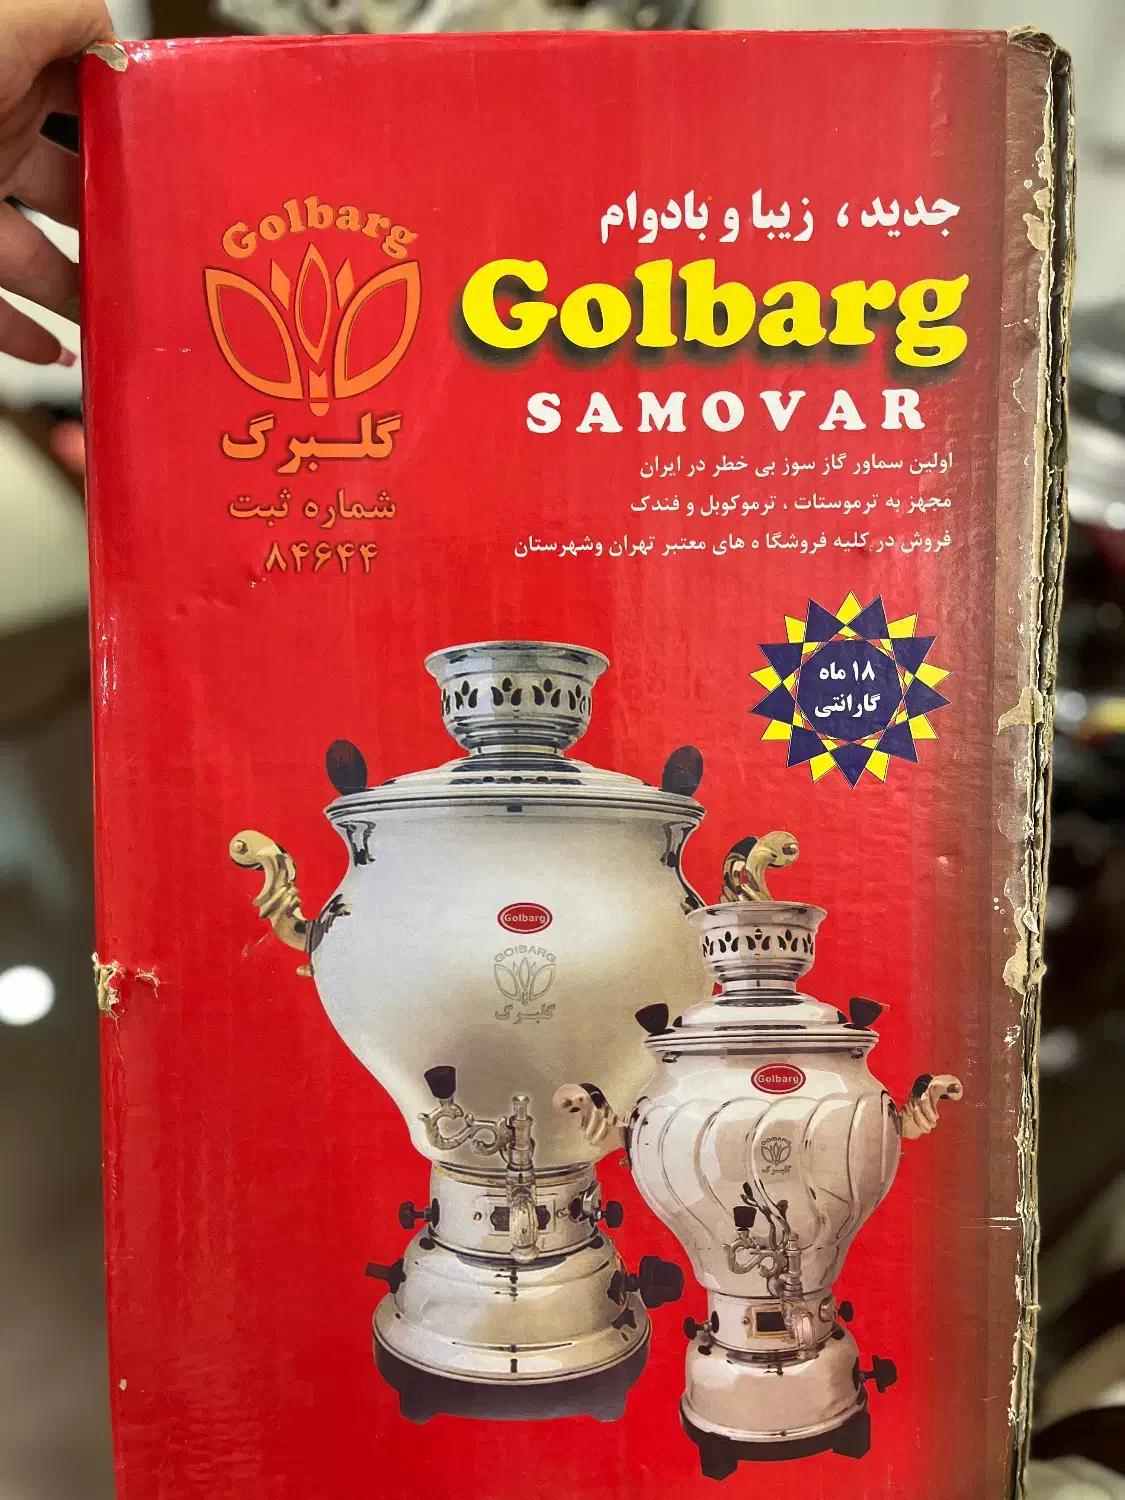 جدید ، زیبا و بادوام
Golbarg
SAMOVAR
اولین سماور گاز سوز بی خطر در ایران
مجهز به ترموستات ، ترموکوبل و فندک
فروش در کلیه فروشگا ه های معتبر تهران وشهرستان
Golbarg
گلبرگ
شماره ثبت
۸۴۶۴۴
۱۸ ماه
گارانتی
Golbarg
GOlBARG
گلبرگ
Golbarg
GOlBARG
گلبرگ